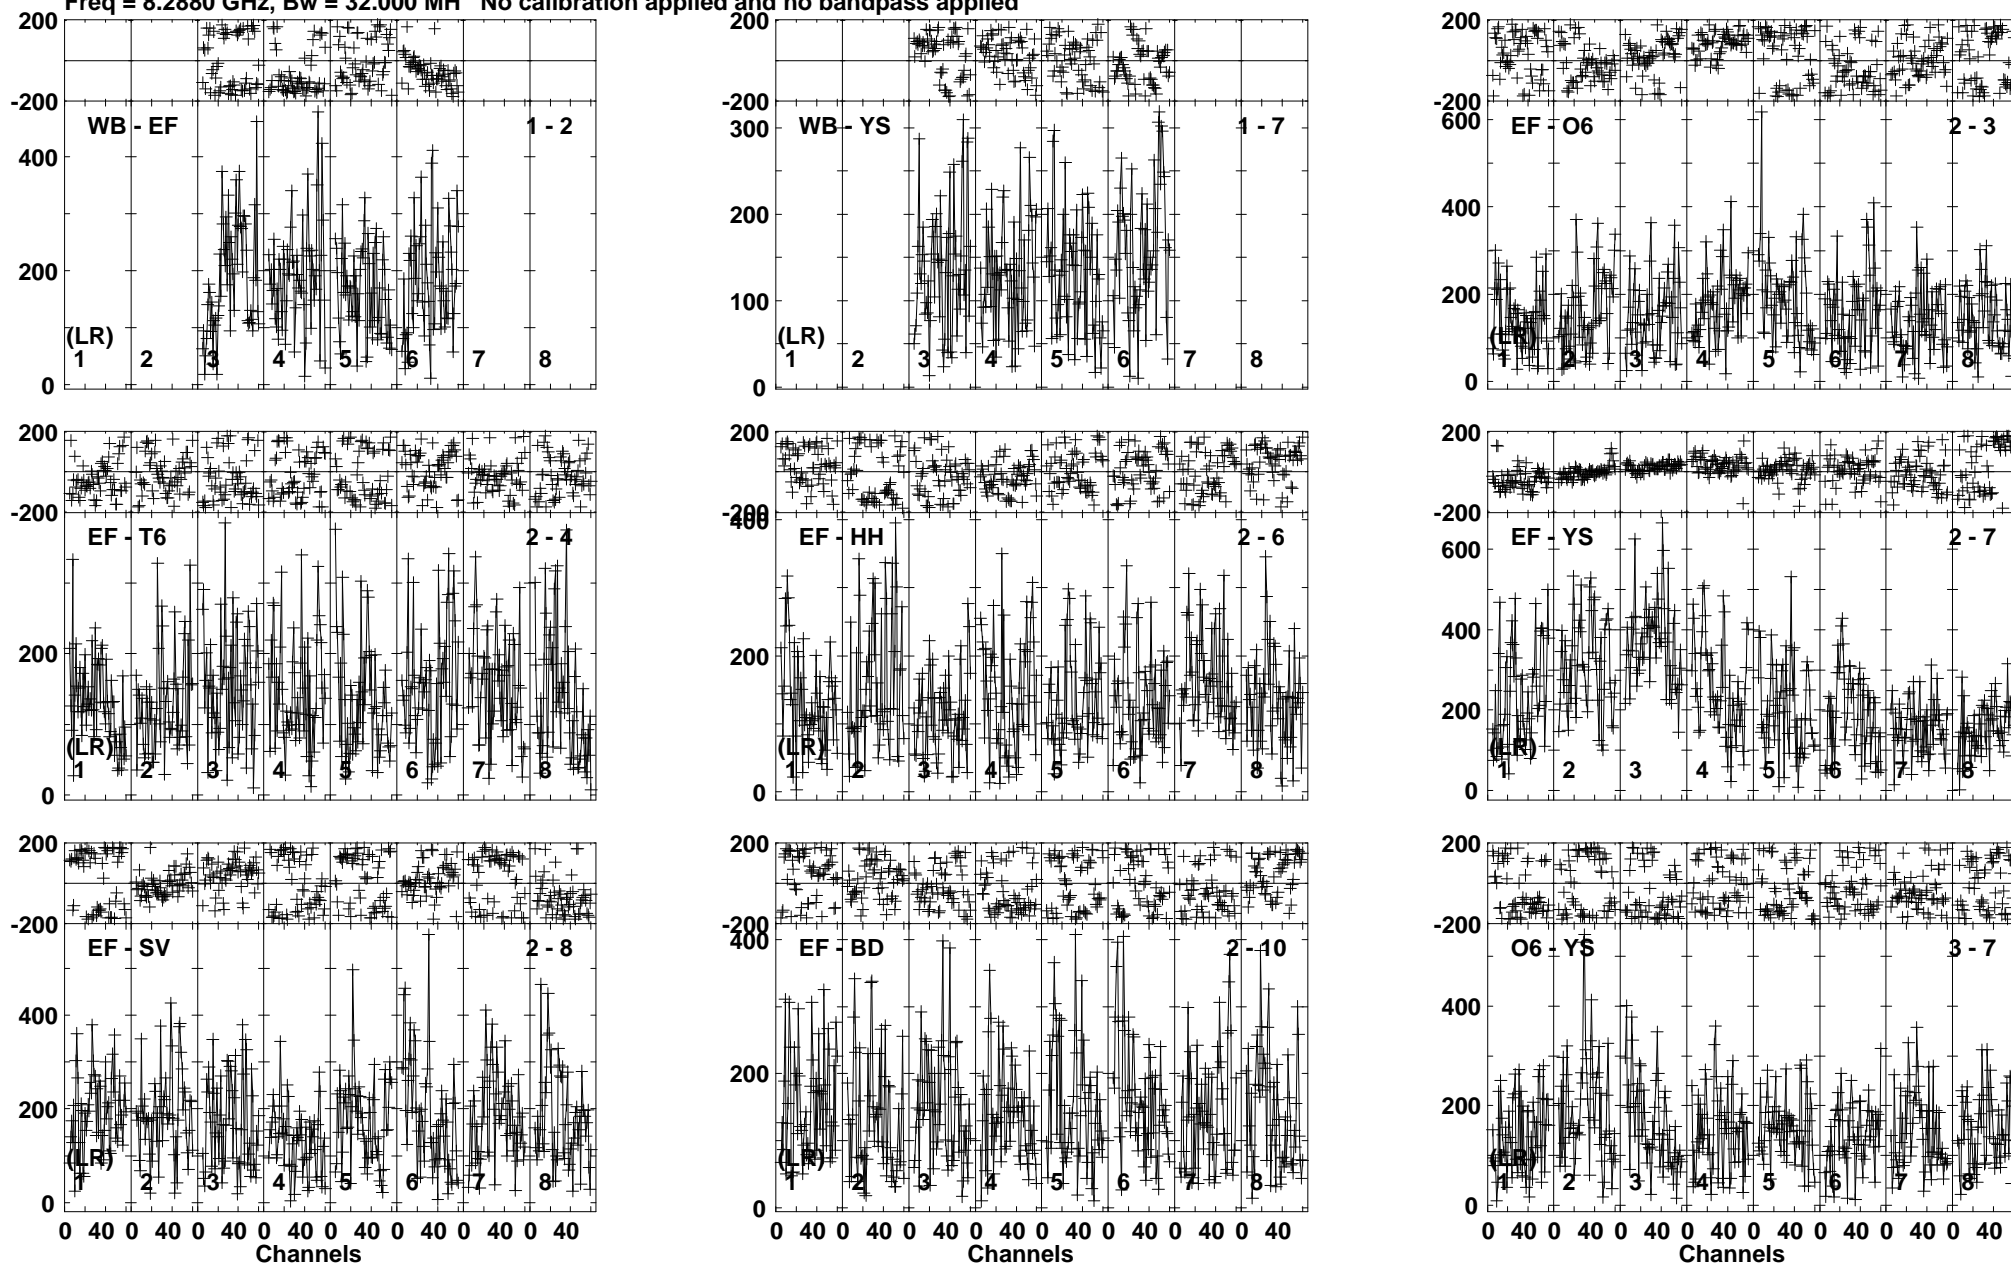 Freq = 8.2880 GHz, Bw = 32.000 MH No calibration applied and no bandpass applied
200
-200
WB - EF 1 - 2
400
200
(LR)
1 2 3 4 5 6 7 8
0
200
-200
WB - YS 1 - 7
300
200
100
(LR)
1 2 3 4 5 6 7 8
0
200
-200
EF - O6 2 - 3
600
400
200
(LR)
1 2 3 4 5 6 7 8
0
200
-200
EF - T6 2 - 4
200
(LR)
1 2 3 4 5 6 7 8
0
200
-200
400
EF - HH 2 - 6
200
(LR)
1 2 3 4 5 6 7 8
0
200
-200
EF - YS 2 - 7
600
400
200
(LR)
1 2 3 4 5 6 7 8
0
200
-200
EF - SV 2 - 8
400
200
(LR)
1 2 3 4 5 6 7 8
0
0 40 0 40 0 40 0 40 0 40 0 40 0 40 0 40
Channels
200
-200
EF - BD 2 - 10
400
200
(LR)
1 2 3 4 5 6 7 8
0
0 40 0 40 0 40 0 40 0 40 0 40 0 40 0 40
Channels
200
-200
O6 - YS 3 - 7
400
200
(LR)
1 2 3 4 5 6 7 8
0
0 40 0 40 0 40 0 40 0 40 0 40 0 40 0 40
Channels